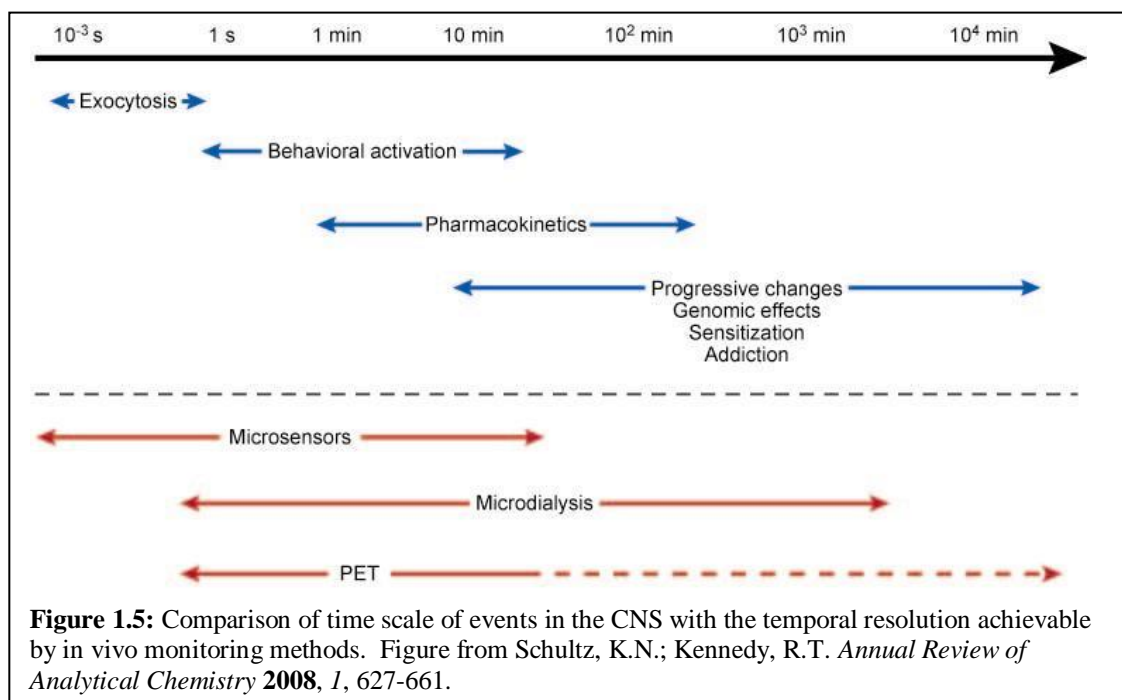 10⁻³ s 1 s 1 min 10 min 10² min 10³ min 10⁴ min
Exocytosis
Behavioral activation
Pharmacokinetics
Progressive changes
Genomic effects
Sensitization
Addiction
Microsensors
Microdialysis
PET
Figure 1.5: Comparison of time scale of events in the CNS with the temporal resolution achievable
by in vivo monitoring methods. Figure from Schultz, K.N.; Kennedy, R.T. Annual Review of
Analytical Chemistry 2008, 1, 627-661.